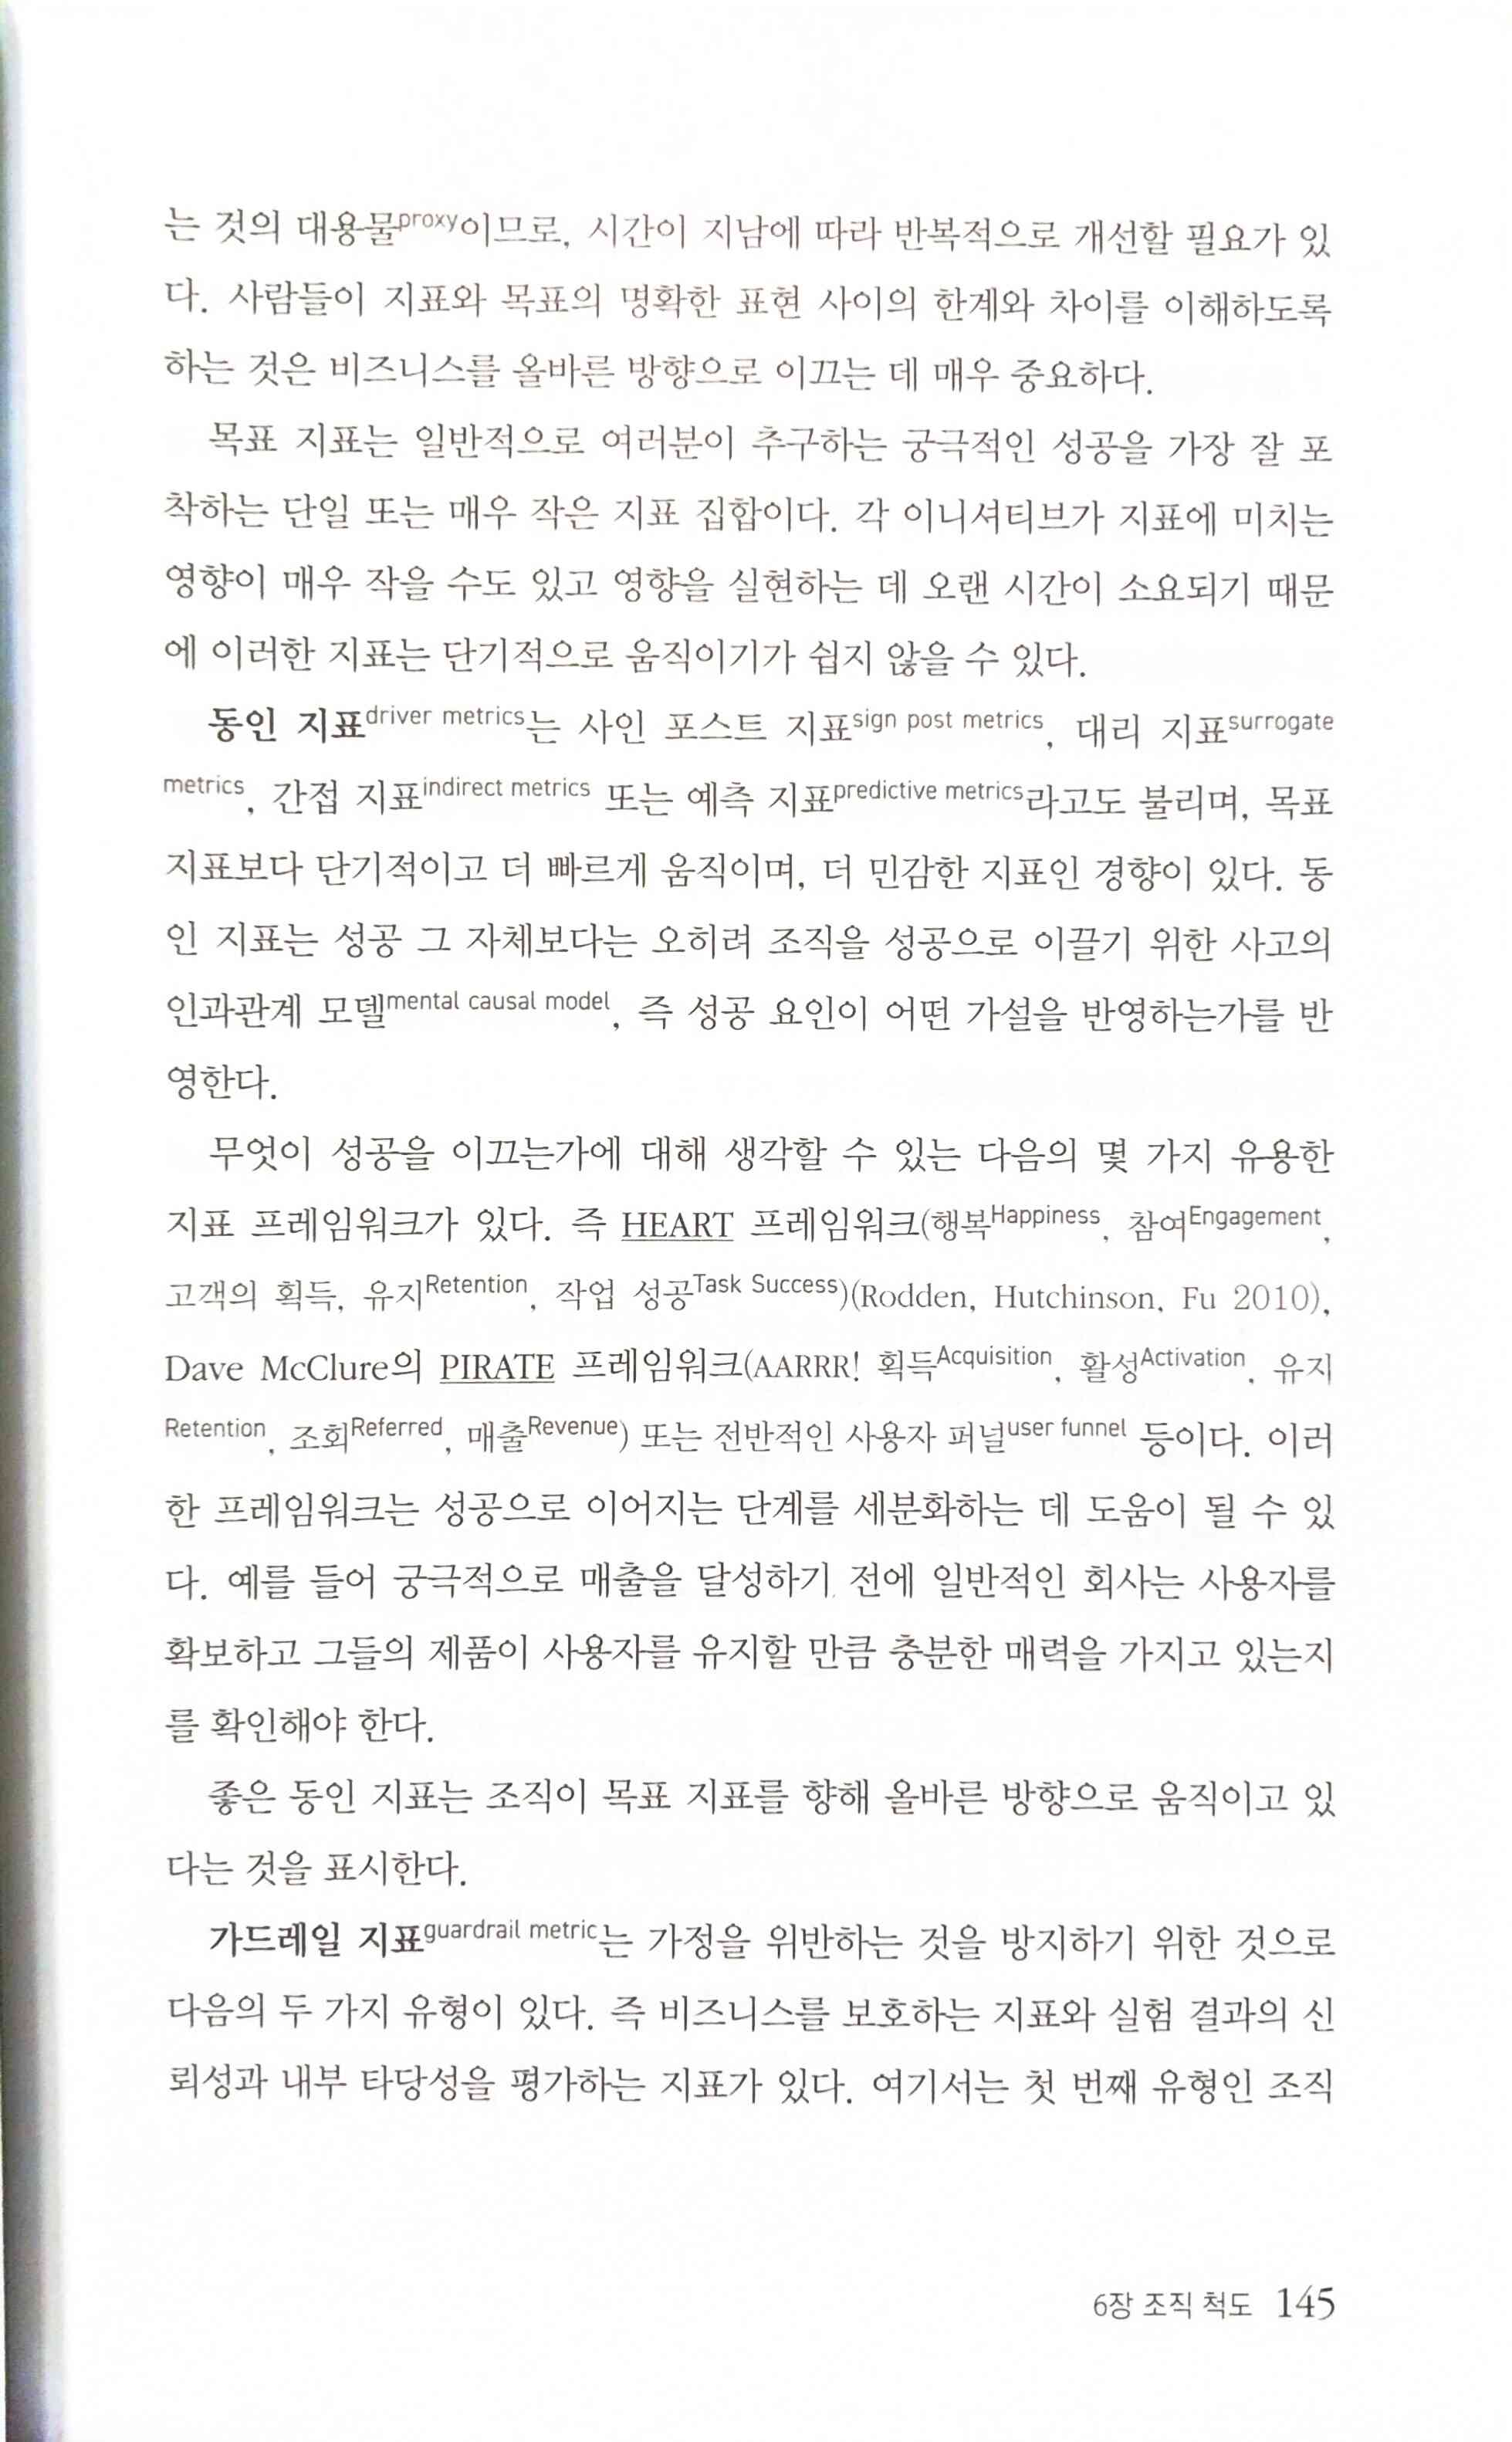 는 것의 대용물proxy이므로, 시간이 지남에 따라 반복적으로 개선할 필요가 있
다. 사람들이 지표와 목표의 명확한 표현 사이의 한계와 차이를 이해하도록
하는 것은 비즈니스를 올바른 방향으로 이끄는 데 매우 중요하다.
목표 지표는 일반적으로 여러분이 추구하는 궁극적인 성공을 가장 잘 포
착하는 단일 또는 매우 작은 지표 집합이다. 각 이니셔티브가 지표에 미치는
영향이 매우 작을 수도 있고 영향을 실현하는 데 오랜 시간이 소요되기 때문
에 이러한 지표는 단기적으로 움직이기가 쉽지 않을 수 있다.
동인 지표driver metrics는 사인 포스트 지표sign post metrics, 대리 지표surrogate
metrics, 간접 지표indirect metrics 또는 예측 지표predictive metrics라고도 불리며, 목표
지표보다 단기적이고 더 빠르게 움직이며, 더 민감한 지표인 경향이 있다. 동
인 지표는 성공 그 자체보다는 오히려 조직을 성공으로 이끌기 위한 사고의
인과관계 모델mental causal model, 즉 성공 요인이 어떤 가설을 반영하는가를 반
영한다.
무엇이 성공을 이끄는가에 대해 생각할 수 있는 다음의 몇 가지 유용한
지표 프레임워크가 있다. 즉 HEART 프레임워크(행복Happiness, 참여Engagement,
고객의 획득, 유지Retention, 작업 성공Task Success)(Rodden, Hutchinson, Fu 2010),
Dave McClure의 PIRATE 프레임워크(AARRR! 획득Acquisition, 활성Activation, 유지
Retention, 조회Referred, 매출Revenue) 또는 전반적인 사용자 퍼널user funnel 등이다. 이러
한 프레임워크는 성공으로 이어지는 단계를 세분화하는 데 도움이 될 수 있
다. 예를 들어 궁극적으로 매출을 달성하기 전에 일반적인 회사는 사용자를
확보하고 그들의 제품이 사용자를 유지할 만큼 충분한 매력을 가지고 있는지
를 확인해야 한다.
좋은 동인 지표는 조직이 목표 지표를 향해 올바른 방향으로 움직이고 있
다는 것을 표시한다.
가드레일 지표guardrail metric는 가정을 위반하는 것을 방지하기 위한 것으로
다음의 두 가지 유형이 있다. 즉 비즈니스를 보호하는 지표와 실험 결과의 신
뢰성과 내부 타당성을 평가하는 지표가 있다. 여기서는 첫 번째 유형인 조직
6장 조직 척도 145